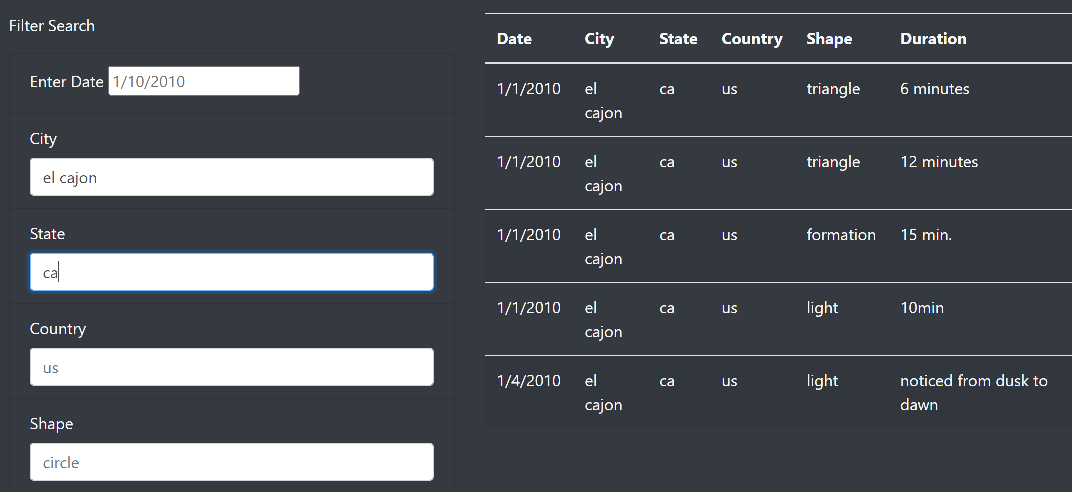 Filter Search
Enter Date 1/10/2010
City
el cajon
State
ca
Country
us
Shape
circle
Date City State Country Shape Duration
1/1/2010 el cajon ca us triangle 6 minutes
1/1/2010 el cajon ca us triangle 12 minutes
1/1/2010 el cajon ca us formation 15 min.
1/1/2010 el cajon ca us light 10min
1/4/2010 el cajon ca us light noticed from dusk to dawn